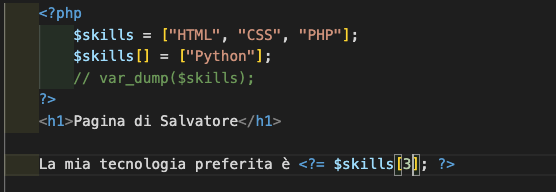 <?php
$skills = ["HTML", "CSS", "PHP"];
$skills[] = ["Python"];
// var_dump($skills);
?>
<h1>Pagina di Salvatore</h1>
La mia tecnologia preferita è <?= $skills[3]; ?>